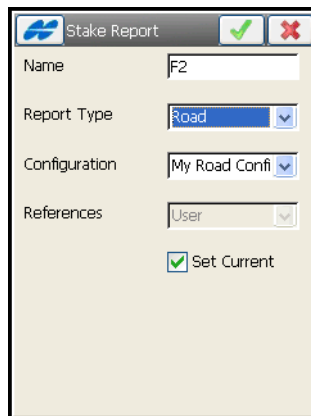 Stake Report
Name F2
Report Type Road
Configuration My Road Confi
References User
Set Current